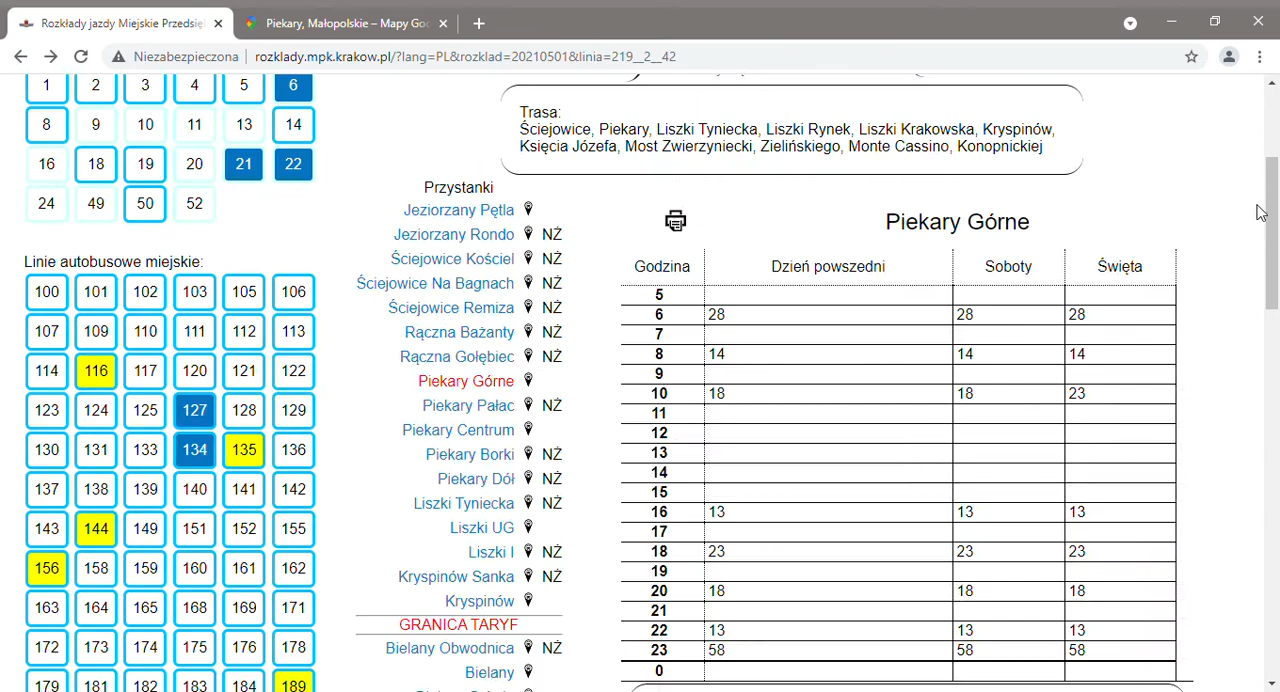 Rozkłady jazdy Miejskie Przedsię
Piekary, Małopolskie – Mapy Goo
Niezabezpieczona
rozklady.mpk.krakow.pl/?lang=PL&rozklad=20210501&linia=219__2__42
1 2 3 4 5 6
8 9 10 11 13 14
16 18 19 20 21 22
24 49 50 52
Linie autobusowe miejskie:
100 101 102 103 105 106
107 109 110 111 112 113
114 116 117 120 121 122
123 124 125 127 128 129
130 131 133 134 135 136
137 138 139 140 141 142
143 144 149 151 152 155
156 158 159 160 161 162
163 164 165 168 169 171
172 173 174 175 176 178
179 181 182 183 184 189
Trasa:
Ściejowice, Piekary, Liszki Tyniecka, Liszki Rynek, Liszki Krakowska, Kryspinów,
Księcia Józefa, Most Zwierzyniecki, Zielińskiego, Monte Cassino, Konopnickiej
Przystanki
Jeziorzany Pętla
Jeziorzany Rondo NŻ
Ściejowice Kościel NŻ
Ściejowice Na Bagnach NŻ
Ściejowice Remiza NŻ
Rączna Bażanty NŻ
Rączna Gołębiec NŻ
Piekary Górne
Piekary Pałac NŻ
Piekary Centrum
Piekary Borki NŻ
Piekary Dół NŻ
Liszki Tyniecka NŻ
Liszki UG
Liszki I NŻ
Kryspinów Sanka NŻ
Kryspinów
GRANICA TARYF
Bielany Obwodnica NŻ
Bielany
Piekary Górne
Godzina Dzień powszedni Soboty Święta
5
6 28 28 28
7
8 14 14 14
9
10 18 18 23
11
12
13
14
15
16 13 13 13
17
18 23 23 23
19
20 18 18 18
21
22 13 13 13
23 58 58 58
0